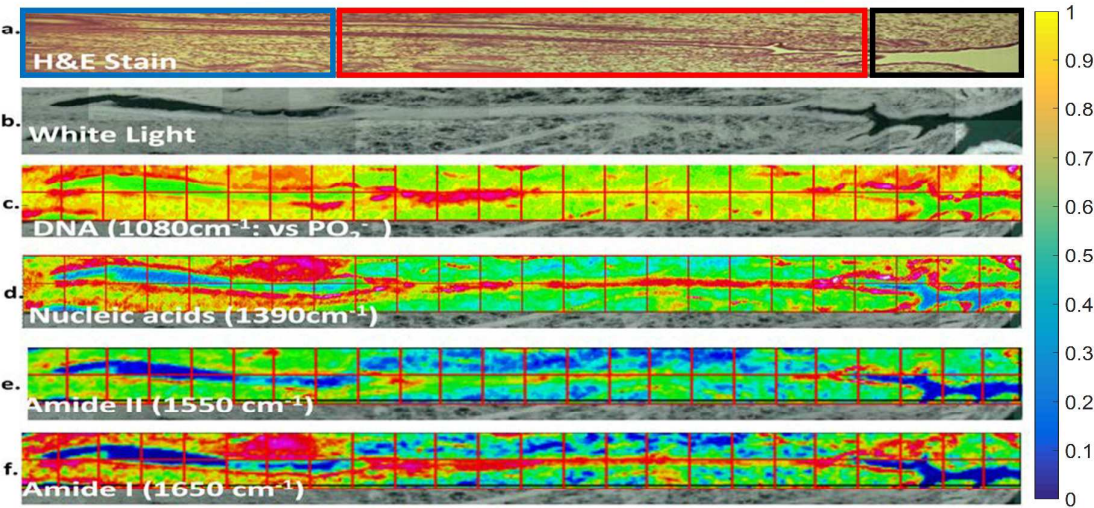 a.
H&E Stain
b.
White Light
c.
DNA (1080cm⁻¹: vs PO₂⁻ )
d.
Nucleic acids (1390cm⁻¹)
e.
Amide II (1550 cm⁻¹)
f.
Amide I (1650 cm⁻¹)
1
0.9
0.8
0.7
0.6
0.5
0.4
0.3
0.2
0.1
0